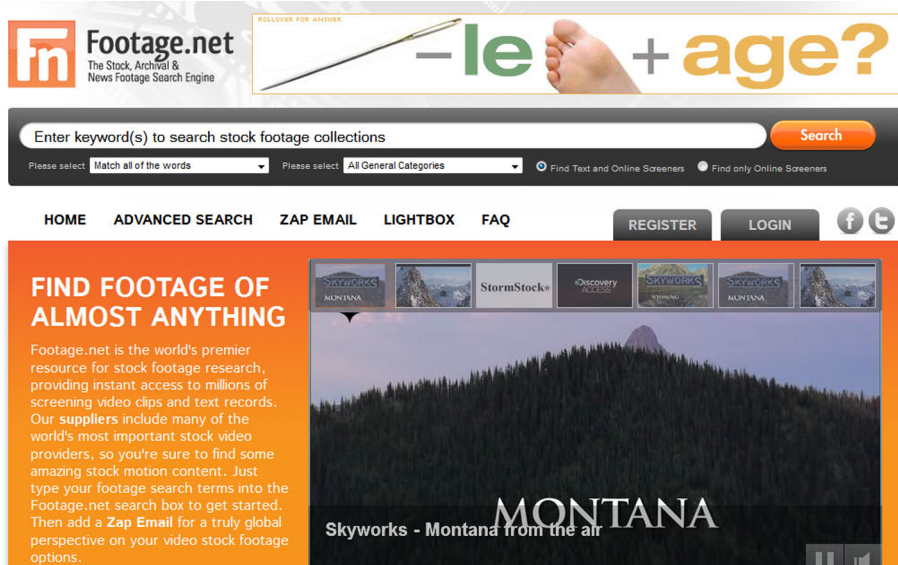 ROLLOVER FOR ANSWER
Fn
Footage.net
The Stock, Archival &
News Footage Search Engine
– le + age?
Enter keyword(s) to search stock footage collections
Search
Please select Match all of the words Please select All General Categories Find Text and Online Screeners Find only Online Screeners
HOME ADVANCED SEARCH ZAP EMAIL LIGHTBOX FAQ REGISTER LOGIN f t
FIND FOOTAGE OF
ALMOST ANYTHING
Footage.net is the world's premier
resource for stock footage research,
providing instant access to millions of
screening video clips and text records.
Our suppliers include many of the
world's most important stock video
providers, so you're sure to find some
amazing stock motion content. Just
type your footage search terms into the
Footage.net search box to get started.
Then add a Zap Email for a truly global
perspective on your video stock footage
options.
SKYWORKS
MONTANA
StormStock®
Discovery
ACCESS
SKYWORKS
WYOMING
SKYWORKS
MONTANA
MONTANA
Skyworks - Montana from the air